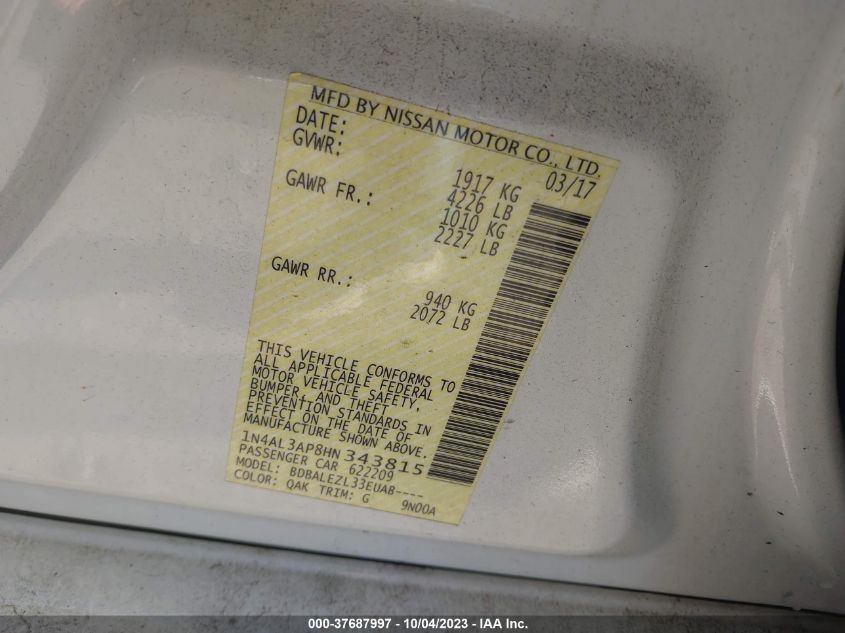 MFD BY NISSAN MOTOR CO., LTD.
DATE: 03/17
GVWR: 1917 KG
4226 LB
GAWR FR.: 1010 KG
2227 LB
GAWR RR.: 940 KG
2072 LB
THIS VEHICLE CONFORMS TO
ALL APPLICABLE FEDERAL
MOTOR VEHICLE SAFETY,
BUMPER, AND THEFT
PREVENTION STANDARDS IN
EFFECT ON THE DATE OF
MANUFACTURE SHOWN ABOVE.
1N4AL3AP8HN 343815
PASSENGER CAR 622209
MODEL: BDBALEZL33EUAB----
COLOR: QAK TRIM: G 9N00A
000-37687997 - 10/04/2023 - IAA Inc.